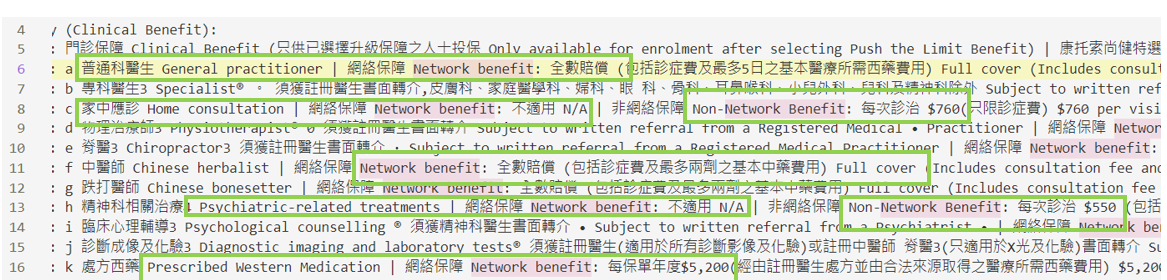 4 y (Clinical Benefit):
5 : 門診保障 Clinical Benefit (只供已選擇升級保障之人士投保 Only available for enrolment after selecting Push the Limit Benefit) | 康托索尚健特選
6 : a 普通科醫生 General practitioner | 網絡保障 Network benefit: 全數賠償 (包括診症費及最多5日之基本醫療所需西藥費用) Full cover (Includes consult
7 : b 專科醫生3 Specialist® 。 須獲註冊醫生書面轉介,皮膚科、家庭醫學科、婦科、眼 科、骨科、耳鼻喉科、小兒外科、兒科及精神科除外 Subject to written ref
8 : c 家中應診 Home consultation | 網絡保障 Network benefit: 不適用 N/A | 非網絡保障 Non-Network Benefit: 每次診治 $760(只限診症費) $760 per visi
9 : d 物理治療師3 Physiotherapist® 0 須獲註冊醫生書面轉介 Subject to written referral from a Registered Medical • Practitioner | 網絡保障 Netwo
10 : e 脊醫3 Chiropractor3 須獲註冊醫生書面轉介 • Subject to written referral from a Registered Medical Practitioner | 網絡保障 Network benefit:
11 : f 中醫師 Chinese herbalist | 網絡保障 Network benefit: 全數賠償 (包括診症費及最多兩劑之基本中藥費用) Full cover (Includes consultation fee and
12 : g 跌打醫師 Chinese bonesetter | 網絡保障 Network benefit: 全數賠償 (包括診症費及最多兩劑之基本中藥費用) Full cover (Includes consultation fee
13 : h 精神科相關治療4 Psychiatric-related treatments | 網絡保障 Network benefit: 不適用 N/A | 非網絡保障 Non-Network Benefit: 每次診治 $550 (包括
14 : i 臨床心理輔導3 Psychological counselling ® 須獲精神科醫生書面轉介 • Subject to written referral from a Psychiatrist • | 網絡保障 Network be
15 : j 診斷成像及化驗3 Diagnostic imaging and laboratory tests® 須獲註冊醫生(適用於所有診斷影像及化驗)或註冊中醫師 脊醫3(只適用於X光及化驗)書面轉介 Su
16 : k 處方西藥 Prescribed Western Medication | 網絡保障 Network benefit: 每保單年度$5,200(經由註冊醫生處方並由合法來源取得之醫療所需西藥費用) $5,20